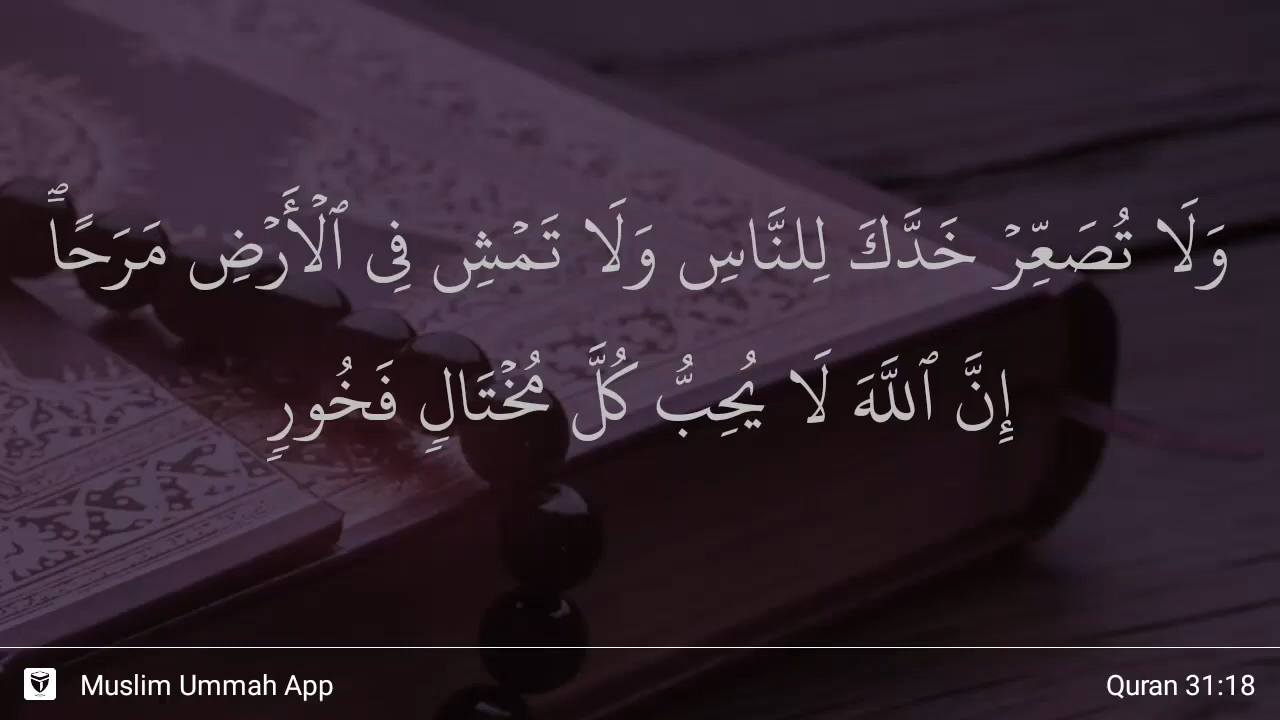 وَلَا تُصَعِّرۡ خَدَّكَ لِلنَّاسِ وَلَا تَمۡشِ فِى ٱلۡأَرۡضِ مَرَحًاۖ
إِنَّ ٱللَّهَ لَا يُحِبُّ كُلَّ مُخۡتَالٖ فَخُورٖ
Muslim Ummah App
Quran 31:18